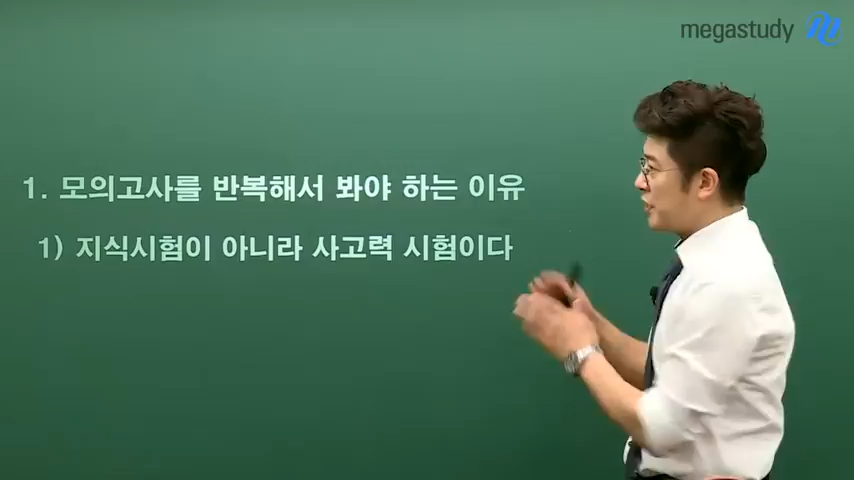 megastudy
1. 모의고사를 반복해서 봐야 하는 이유
1) 지식시험이 아니라 사고력 시험이다